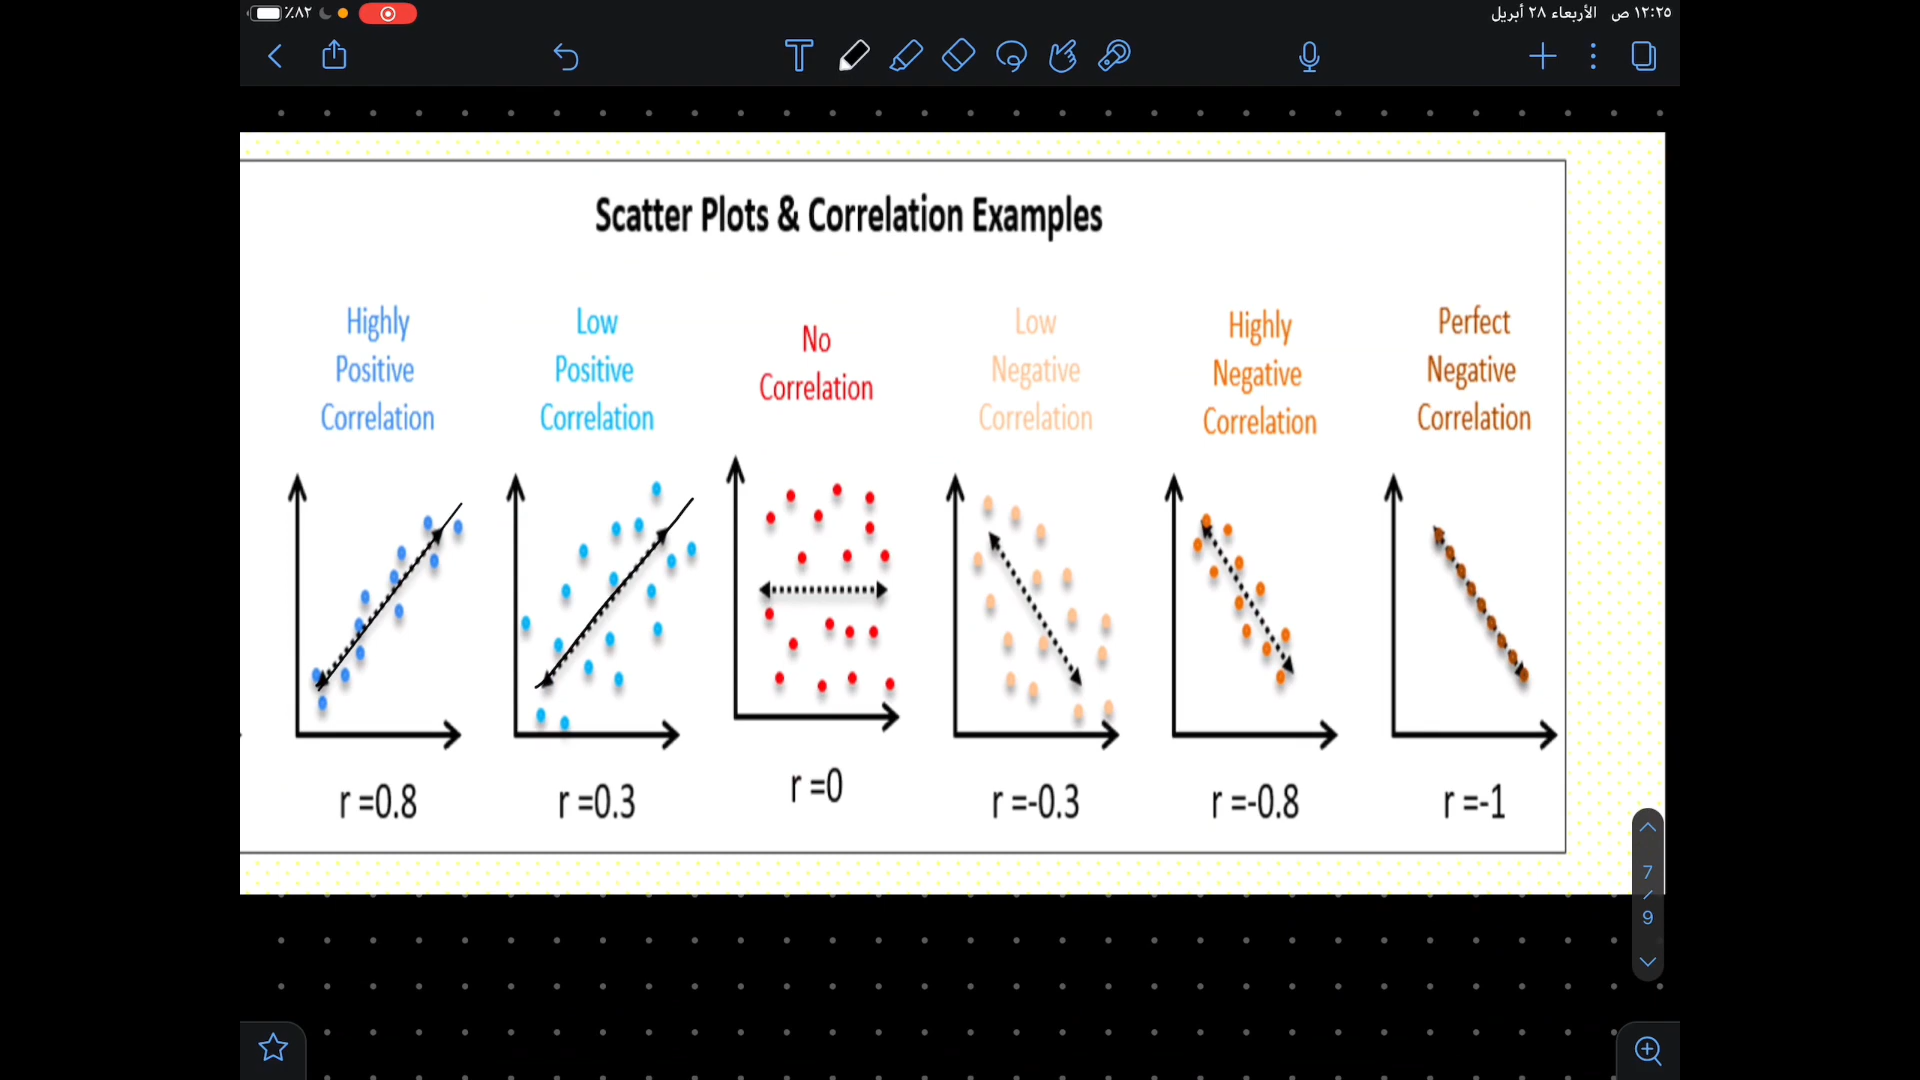 ٪٨٢
١٢:٢٥ ص الأربعاء ٢٨ أبريل
T
Scatter Plots & Correlation Examples
Highly
Positive
Correlation
Low
Positive
Correlation
No
Correlation
Low
Negative
Correlation
Highly
Negative
Correlation
Perfect
Negative
Correlation
r =0.8
r =0.3
r =0
r =-0.3
r =-0.8
r =-1
7
/
9